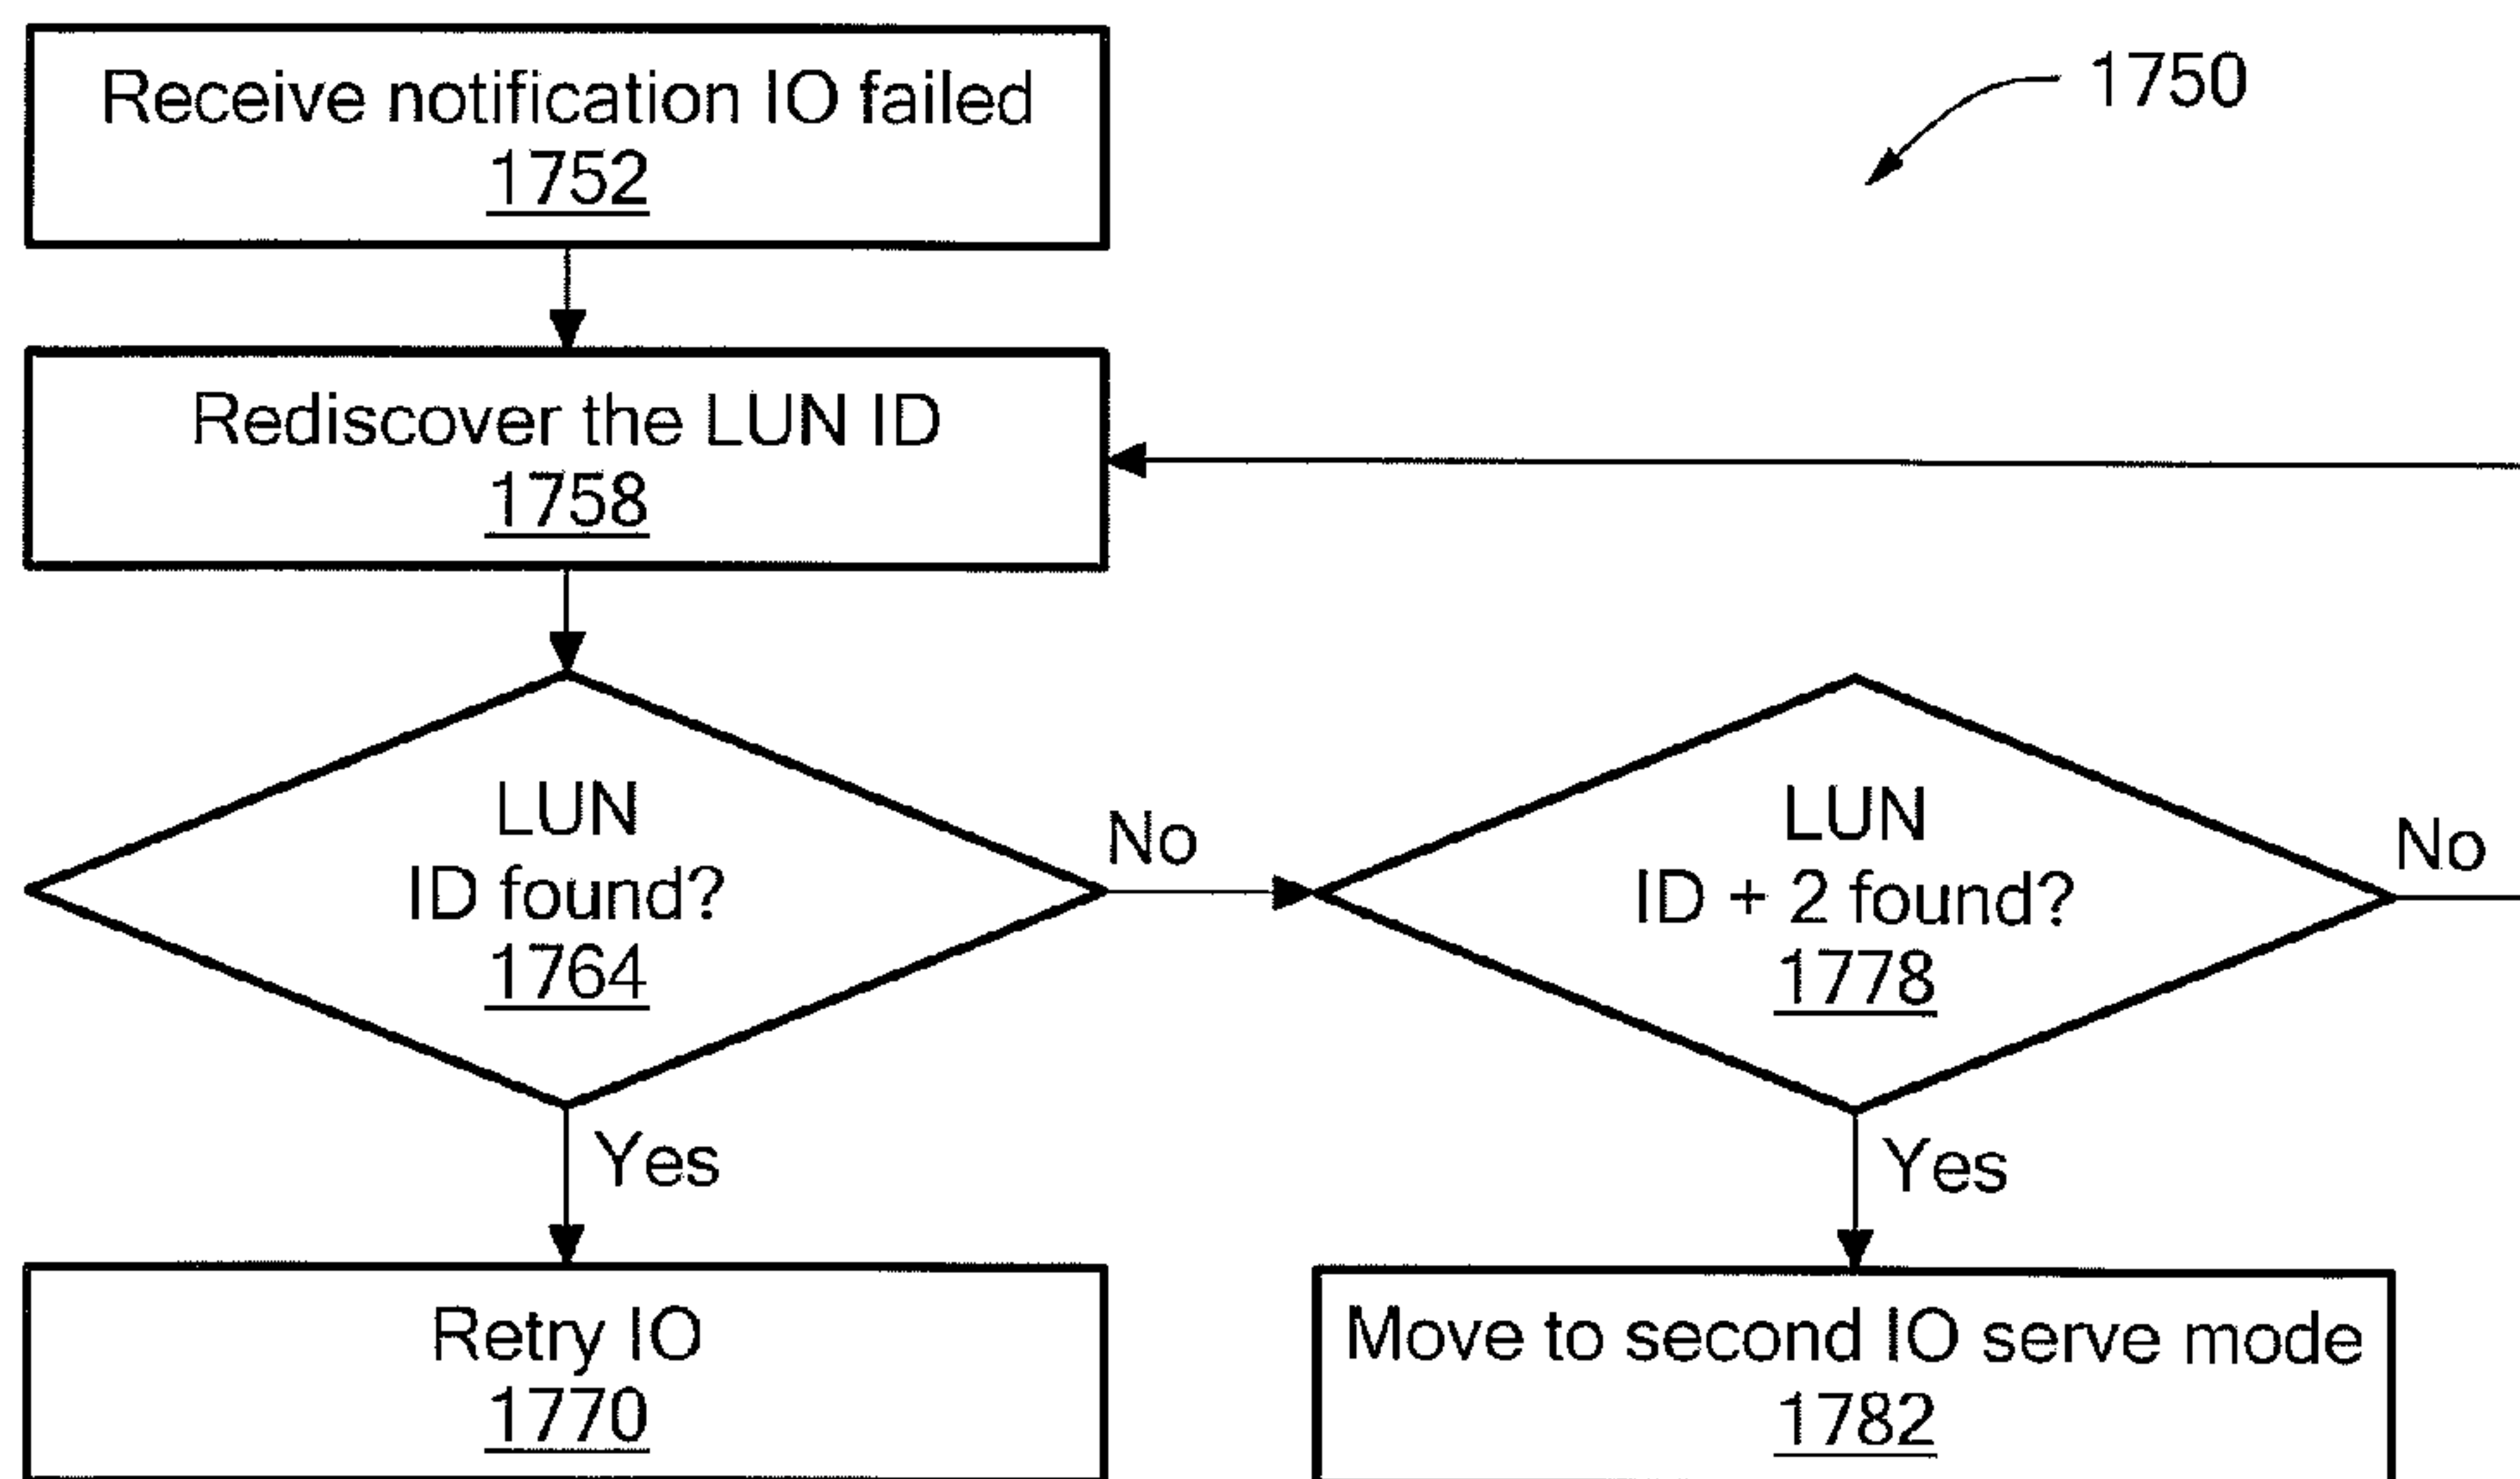 Receive notification IO failed
1752
1750
Rediscover the LUN ID
1758
LUN
ID found?
1764
No
LUN
ID + 2 found?
1778
No
Yes
Yes
Retry IO
1770
Move to second IO serve mode
1782